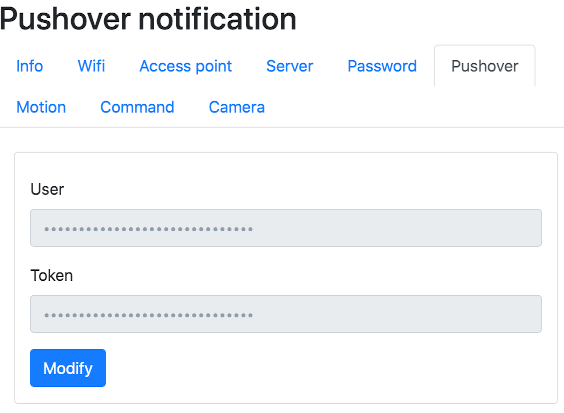 Pushover notification
Info Wifi Access point Server Password Pushover
Motion Command Camera
User
••••••••••••••••••••••••••••••
Token
••••••••••••••••••••••••••••••
Modify